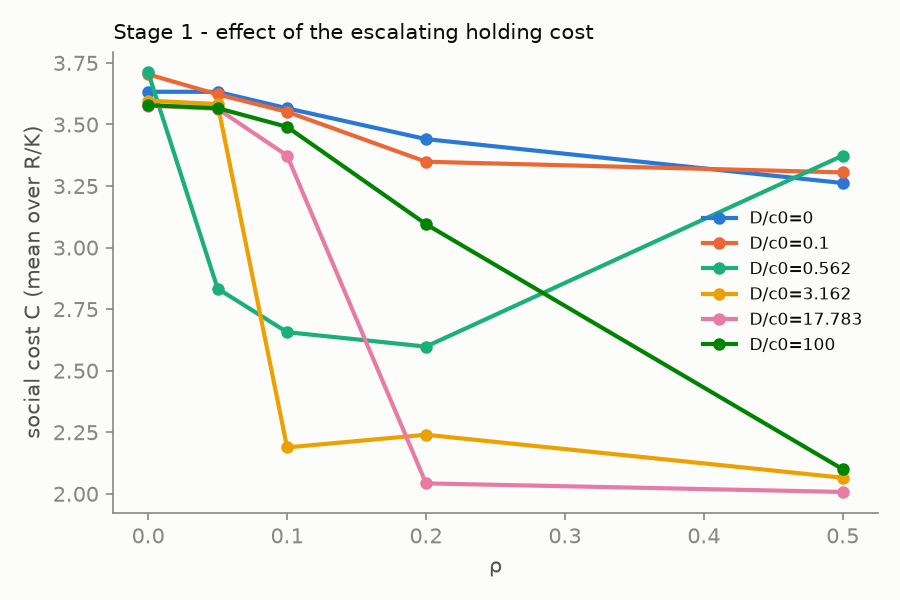 Stage 1 - effect of the escalating holding cost
social cost C (mean over R/K)
3.75
3.50
3.25
3.00
2.75
2.50
2.25
2.00
D/c0=0
D/c0=0.1
D/c0=0.562
D/c0=3.162
D/c0=17.783
D/c0=100
0.0 0.1 0.2 0.3 0.4 0.5
ρ